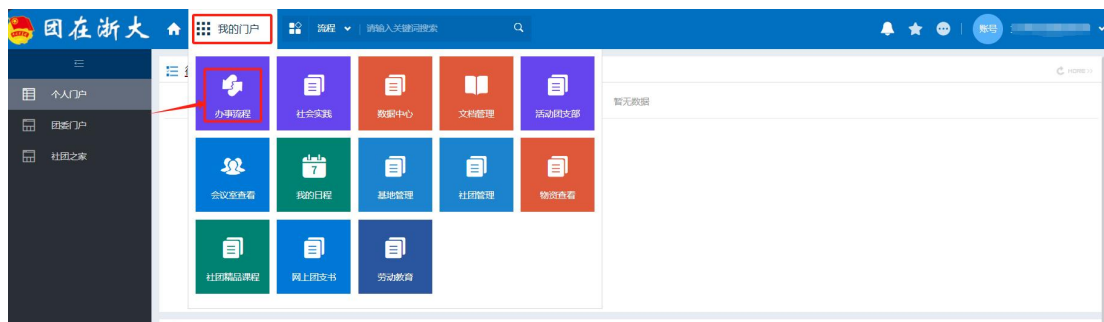 团在浙大 我的门户 流程 请输入关键词搜索 账号
HOME
个人门户
团委门户
社团之家
暂无数据
办事流程 社会实践 数据中心 文档管理 活动团支部
7
会议室查看 我的日程 基地管理 社团管理 物资查看
社团精品课程 网上团支书 劳动教育